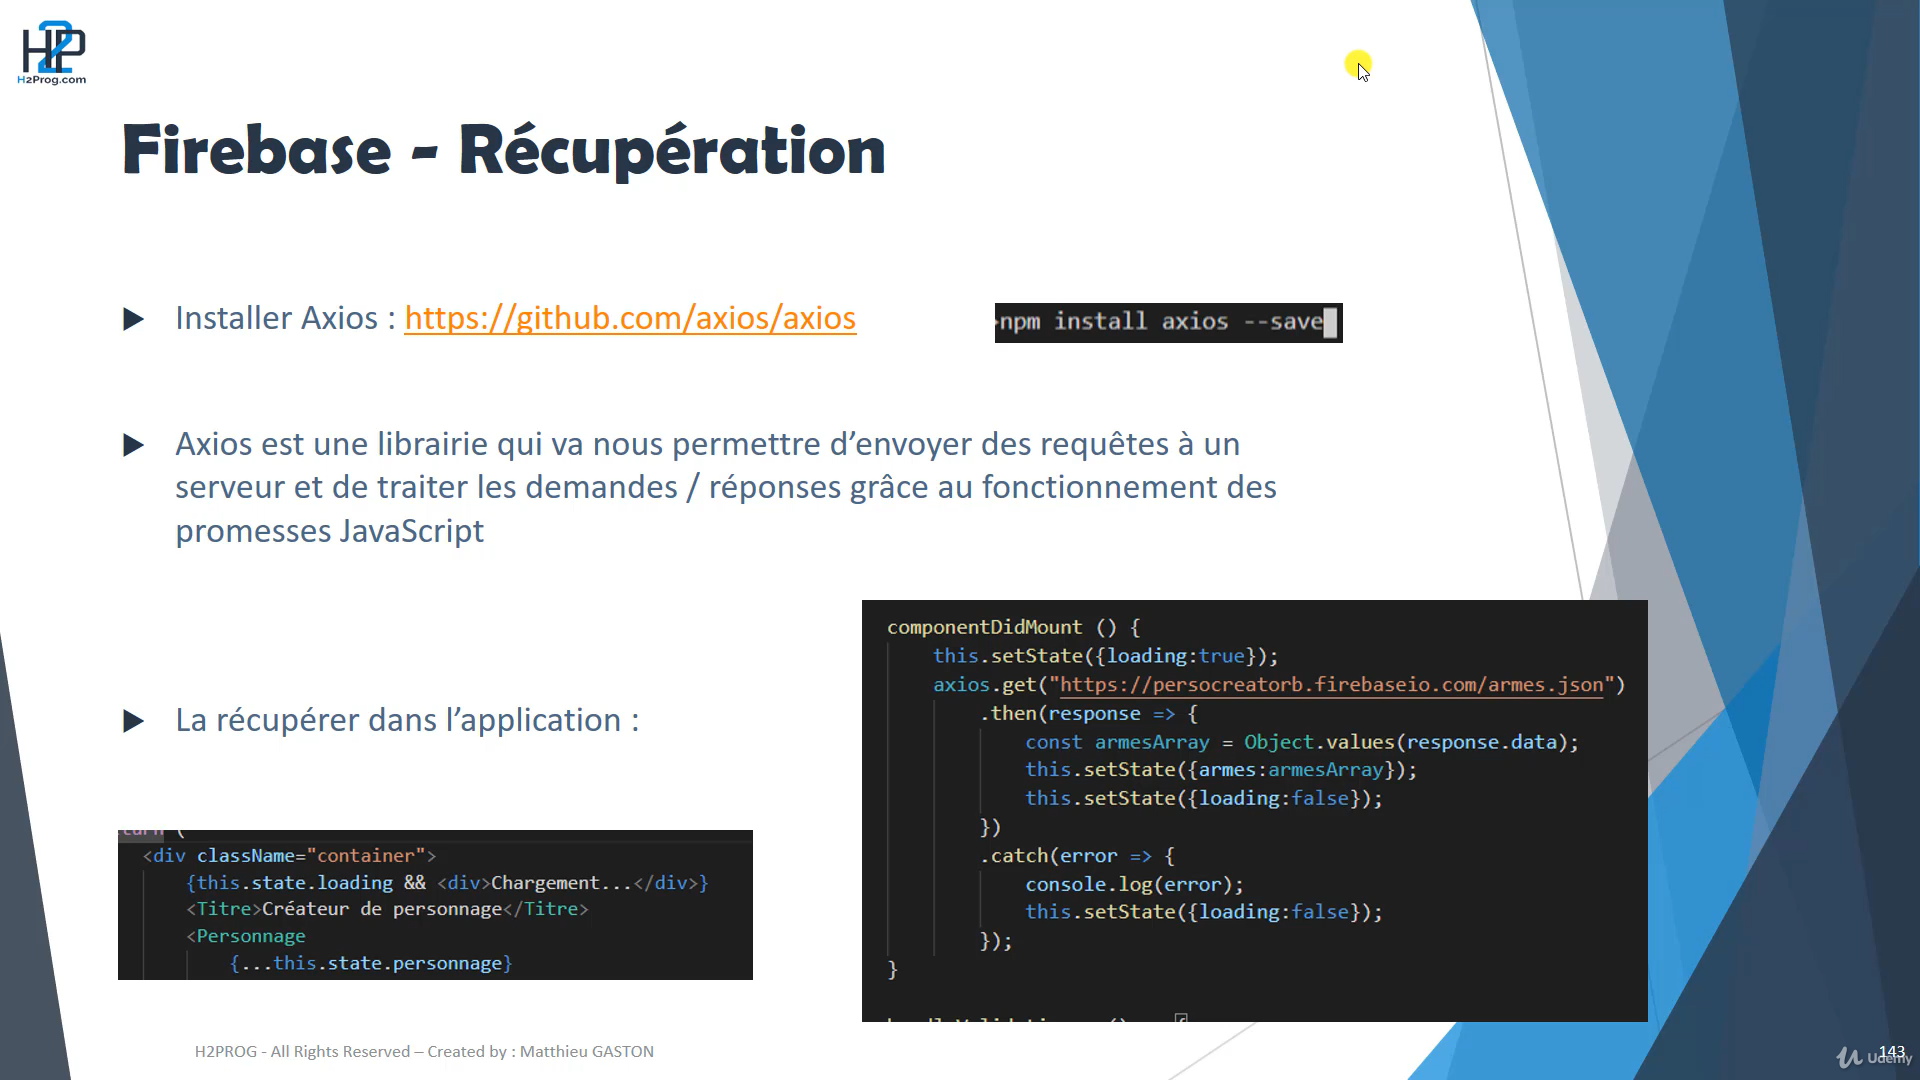 H2P
H2Prog.com
Firebase - Récupération
Installer Axios : https://github.com/axios/axios
npm install axios --save
Axios est une librairie qui va nous permettre d’envoyer des requêtes à un
serveur et de traiter les demandes / réponses grâce au fonctionnement des
promesses JavaScript
La récupérer dans l’application :
componentDidMount () {
this.setState({loading:true});
axios.get("https://persocreatorb.firebaseio.com/armes.json")
.then(response => {
const armesArray = Object.values(response.data);
this.setState({armes:armesArray});
this.setState({loading:false});
})
.catch(error => {
console.log(error);
this.setState({loading:false});
});
}
<div className="container">
{this.state.loading && <div>Chargement...</div>}
<Titre>Créateur de personnage</Titre>
<Personnage
{...this.state.personnage}
H2PROG - All Rights Reserved – Created by : Matthieu GASTON
143
Udemy